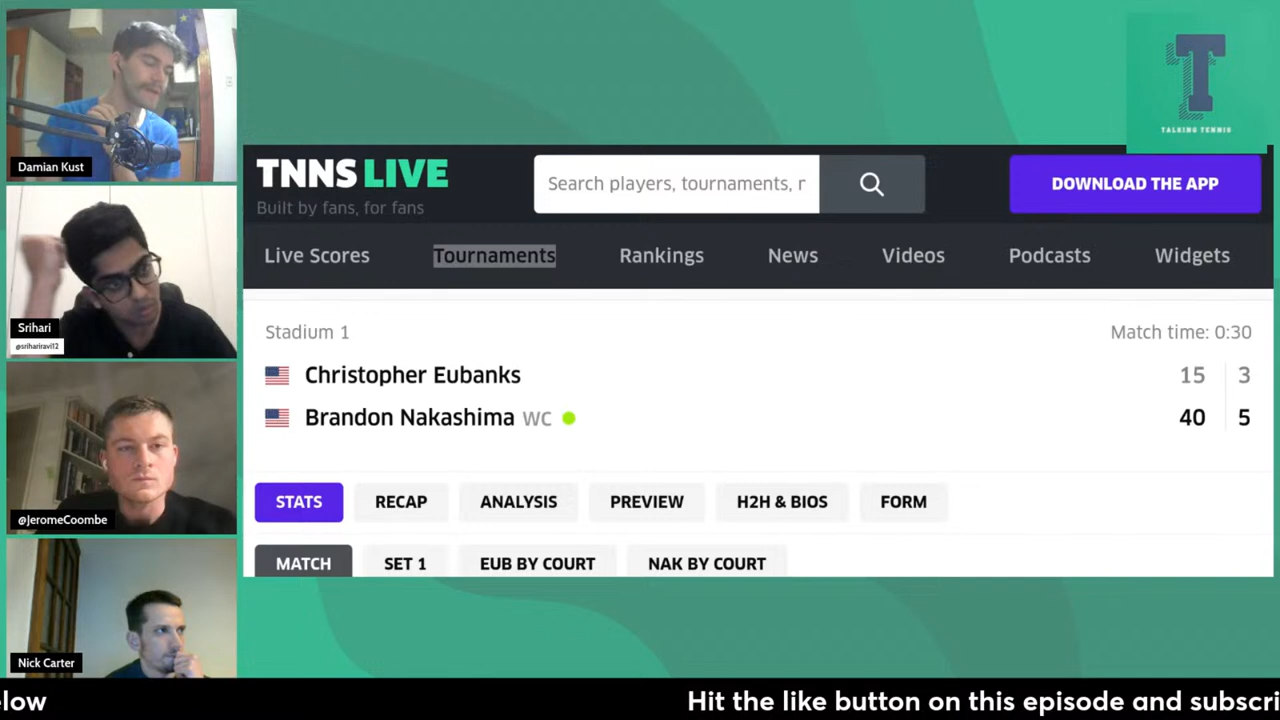 Damian Kust
Srihari
@srihariravi12
@JeromeCoombe
Nick Carter
T
TALKING TENNIS
TNNS LIVE
Built by fans, for fans
Search players, tournaments, r
DOWNLOAD THE APP
Live Scores Tournaments Rankings News Videos Podcasts Widgets
Stadium 1 Match time: 0:30
Christopher Eubanks 15 3
Brandon Nakashima WC 40 5
STATS RECAP ANALYSIS PREVIEW H2H & BIOS FORM
MATCH SET 1 EUB BY COURT NAK BY COURT
elow Hit the like button on this episode and subscri